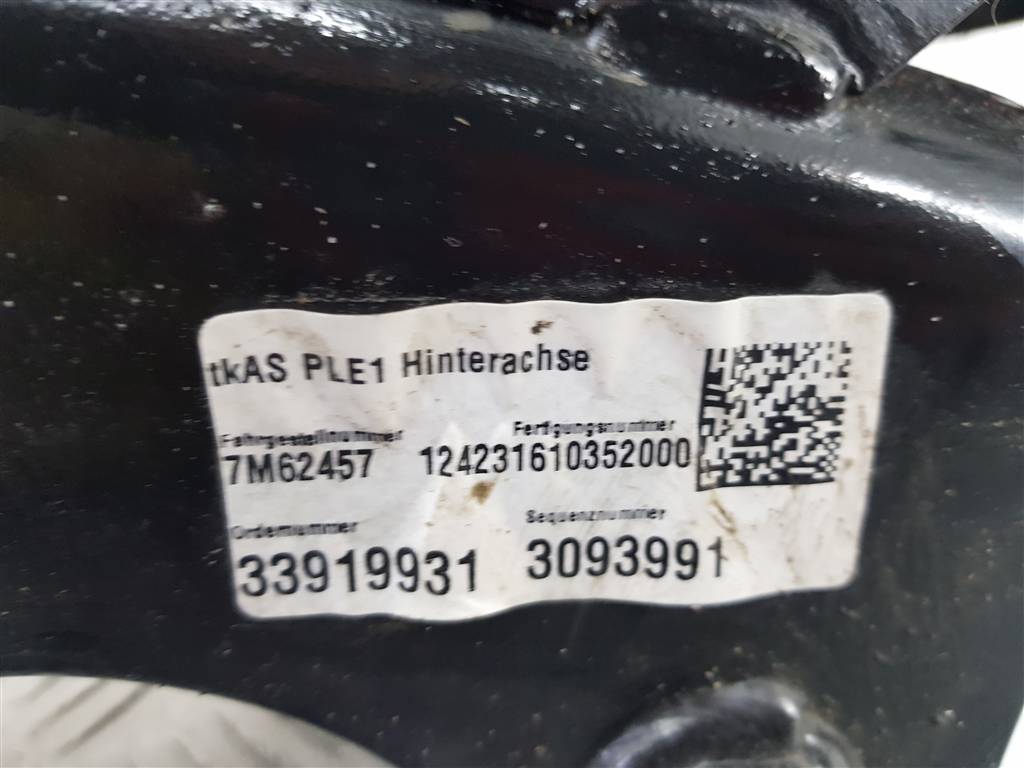 tkAS PLE1 Hinterachse
Fahrgestellnummer Fertigungsnummer
7M62457 124231610352000
Ordernummer Sequenznummer
33919931 3093991